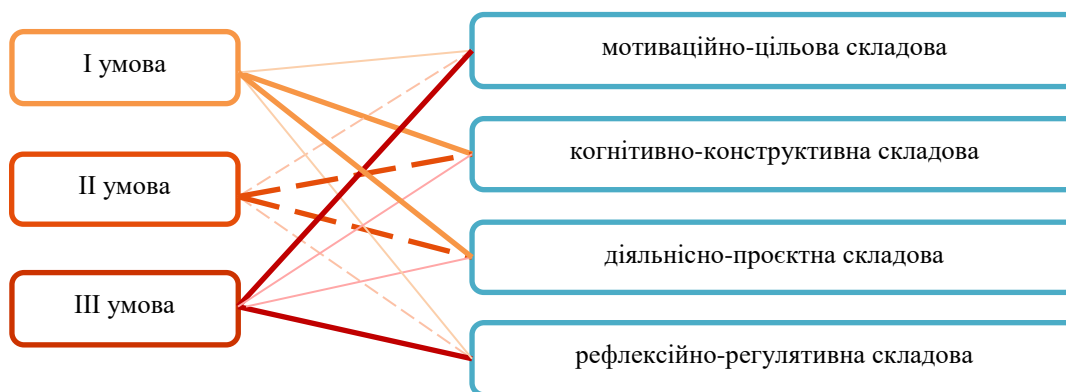 І умова
ІІ умова
ІІІ умова
мотиваційно-цільова складова
когнітивно-конструктивна складова
діяльнісно-проєктна складова
рефлексійно-регулятивна складова